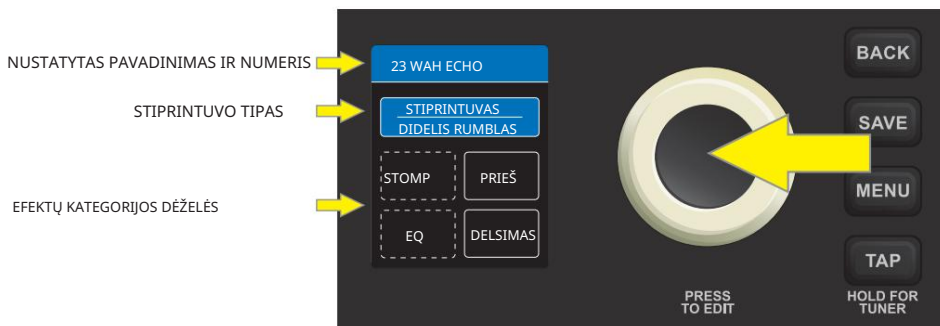 NUSTATYTAS PAVADINIMAS IR NUMERIS
STIPRINTUVO TIPAS
EFEKTŲ KATEGORIJOS DĖŽELĖS
23 WAH ECHO
STIPRINTUVAS
DIDELIS RUMBLAS
STOMP
PRIEŠ
EQ
DELSIMAS
PRESS
TO EDIT
BACK
SAVE
MENU
TAP
HOLD FOR
TUNER